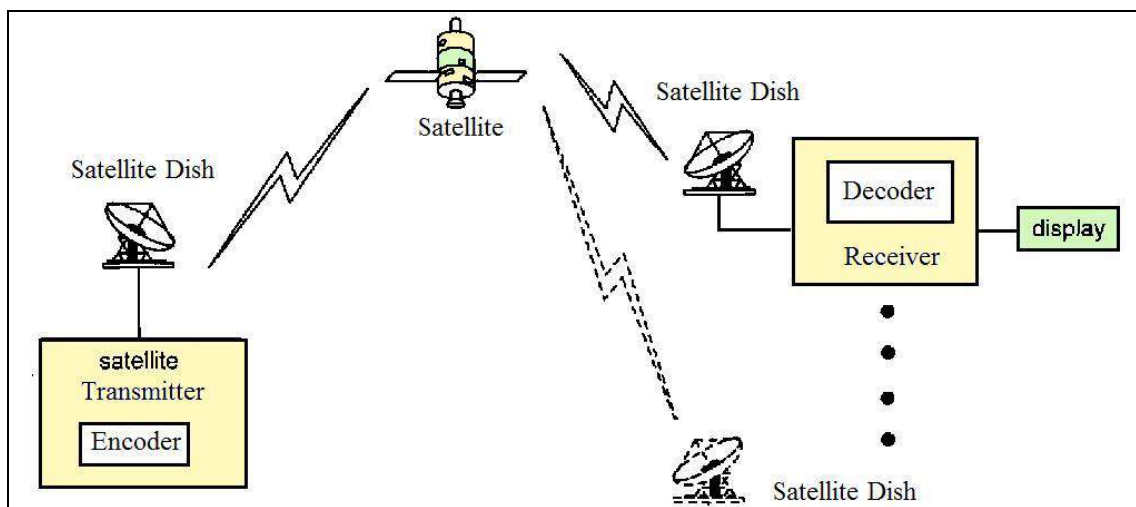 Satellite Dish
Satellite
Satellite Dish
Decoder
Receiver
display
satellite
Transmitter
Encoder
Satellite Dish